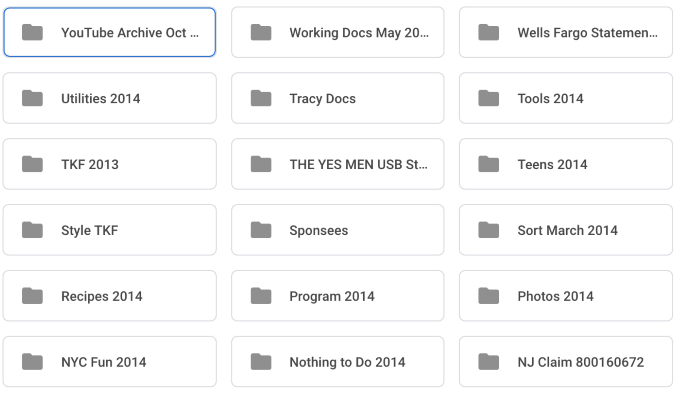 YouTube Archive Oct ...
Working Docs May 20...
Wells Fargo Statemen...
Utilities 2014
Tracy Docs
Tools 2014
TKF 2013
THE YES MEN USB St...
Teens 2014
Style TKF
Sponsees
Sort March 2014
Recipes 2014
Program 2014
Photos 2014
NYC Fun 2014
Nothing to Do 2014
NJ Claim 800160672